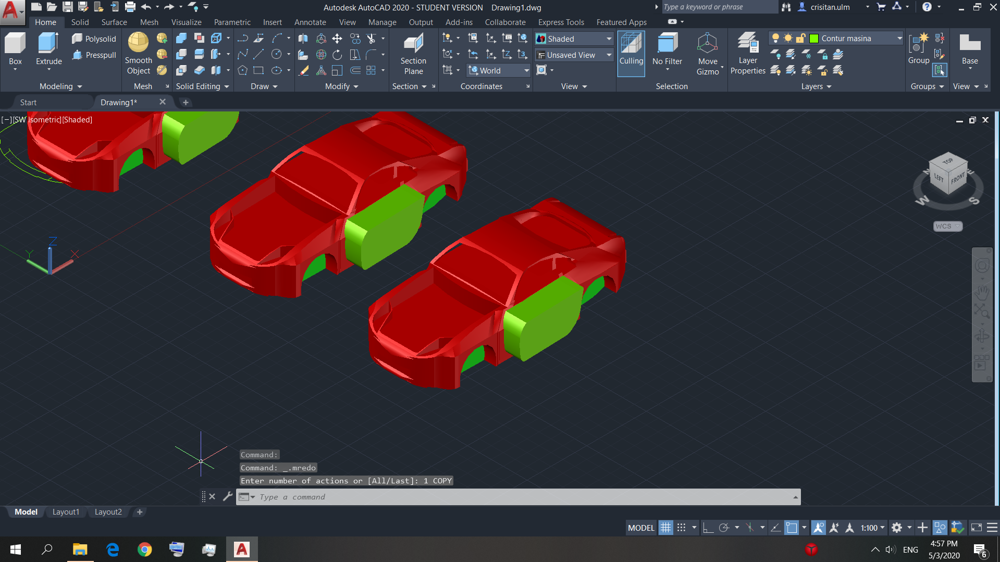 Autodesk AutoCAD 2020 - STUDENT VERSION Drawing1.dwg
Type a keyword or phrase
crisitan.ulm
Home Solid Surface Mesh Visualize Parametric Insert Annotate View Manage Output Add-ins Collaborate Express Tools Featured Apps
Box
Extrude
Polysolid
Presspull
Modeling
Smooth
Object
Mesh
Solid Editing
Draw
Modify
Section
Plane
Section
World
Coordinates
Shaded
Unsaved View
View
Culling
No Filter
Move
Gizmo
Selection
Layer
Properties
Contur masina
Layers
Group
Groups
Base
View
Start
Drawing1*
[−][SW Isometric][Shaded]
TOP
LEFT
FRONT
N
E
W
S
WCS
Z
Y
X
Command:
Command: _.mredo
Enter number of actions or [All/Last]: 1 COPY
Type a command
Model Layout1 Layout2
MODEL
1:100
ENG
4:57 PM
5/3/2020
6